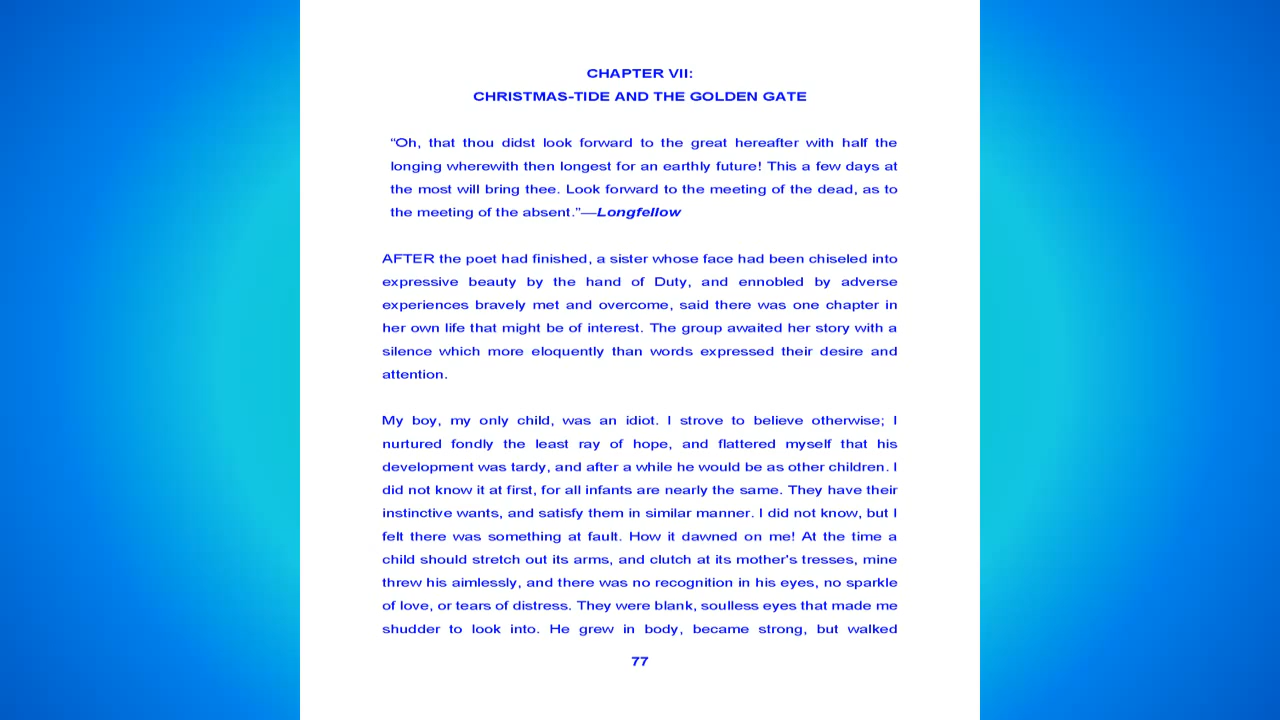 CHAPTER VII:
CHRISTMAS-TIDE AND THE GOLDEN GATE
“Oh, that thou didst look forward to the great hereafter with half the
longing wherewith then longest for an earthly future! This a few days at
the most will bring thee. Look forward to the meeting of the dead, as to
the meeting of the absent.”—Longfellow
AFTER the poet had finished, a sister whose face had been chiseled into
expressive beauty by the hand of Duty, and ennobled by adverse
experiences bravely met and overcome, said there was one chapter in
her own life that might be of interest. The group awaited her story with a
silence which more eloquently than words expressed their desire and
attention.
My boy, my only child, was an idiot. I strove to believe otherwise; I
nurtured fondly the least ray of hope, and flattered myself that his
development was tardy, and after a while he would be as other children. I
did not know it at first, for all infants are nearly the same. They have their
instinctive wants, and satisfy them in similar manner. I did not know, but I
felt there was something at fault. How it dawned on me! At the time a
child should stretch out its arms, and clutch at its mother's tresses, mine
threw his aimlessly, and there was no recognition in his eyes, no sparkle
of love, or tears of distress. They were blank, soulless eyes that made me
shudder to look into. He grew in body, became strong, but walked
77